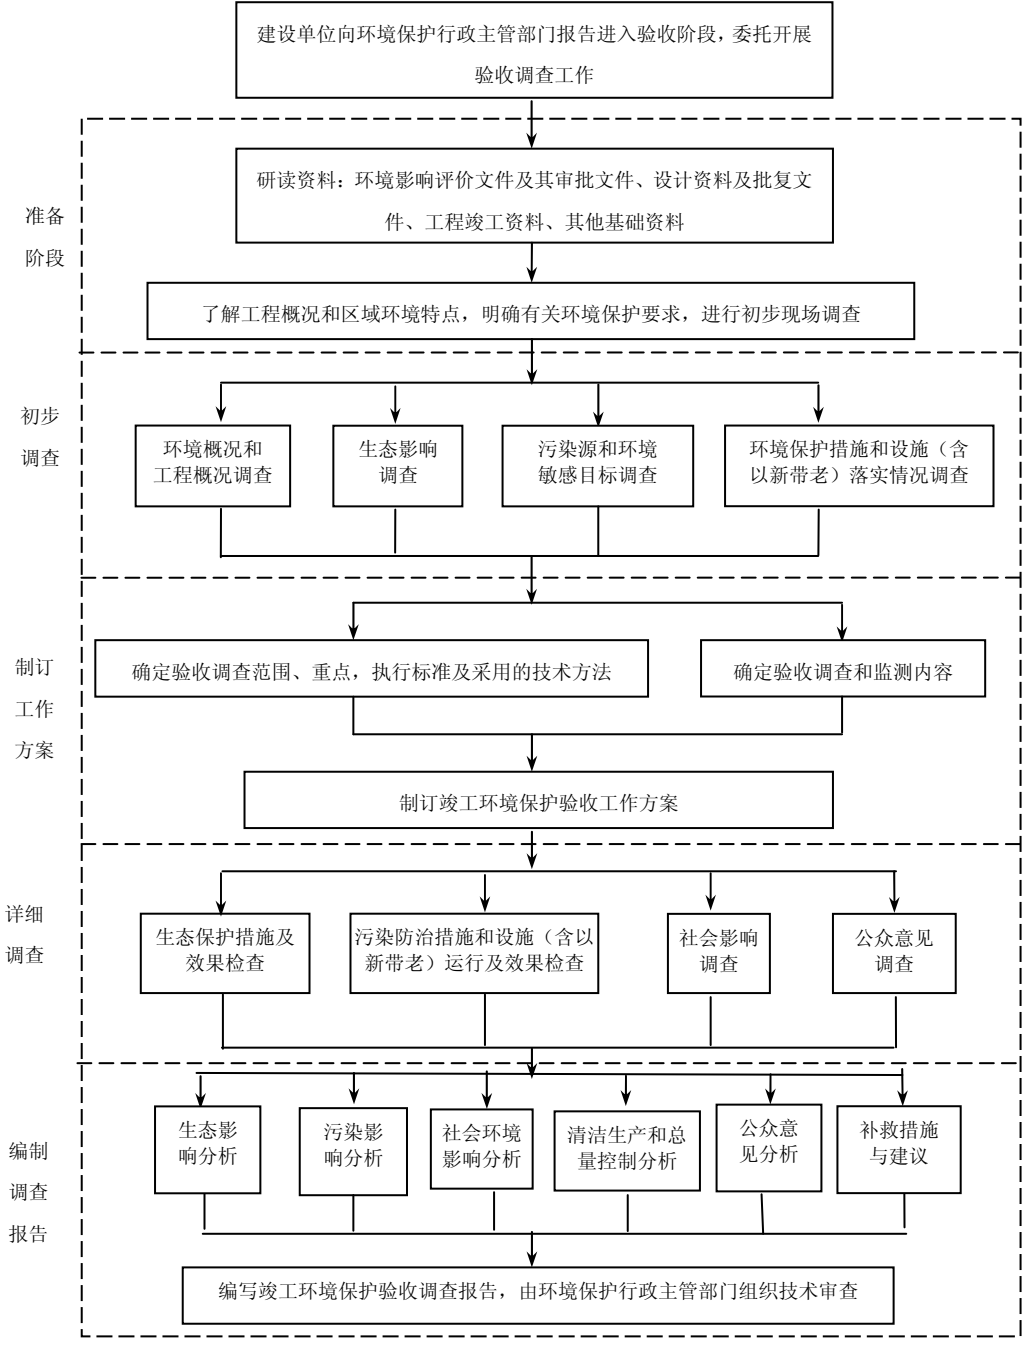 建设单位向环境保护行政主管部门报告进入验收阶段，委托开展
验收调查工作
准备
阶段
研读资料：环境影响评价文件及其审批文件、设计资料及批复文
件、工程竣工资料、其他基础资料
了解工程概况和区域环境特点，明确有关环境保护要求，进行初步现场调查
初步
调查
环境概况和
工程概况调查
生态影响
调查
污染源和环境
敏感目标调查
环境保护措施和设施（含
以新带老）落实情况调查
制订
工作
方案
确定验收调查范围、重点，执行标准及采用的技术方法
确定验收调查和监测内容
制订竣工环境保护验收工作方案
详细
调查
生态保护措施及
效果检查
污染防治措施和设施（含以
新带老）运行及效果检查
社会影响
调查
公众意见
调查
编制
调查
报告
生态影
响分析
污染影
响分析
社会环境
影响分析
清洁生产和总
量控制分析
公众意
见分析
补救措施
与建议
编写竣工环境保护验收调查报告，由环境保护行政主管部门组织技术审查